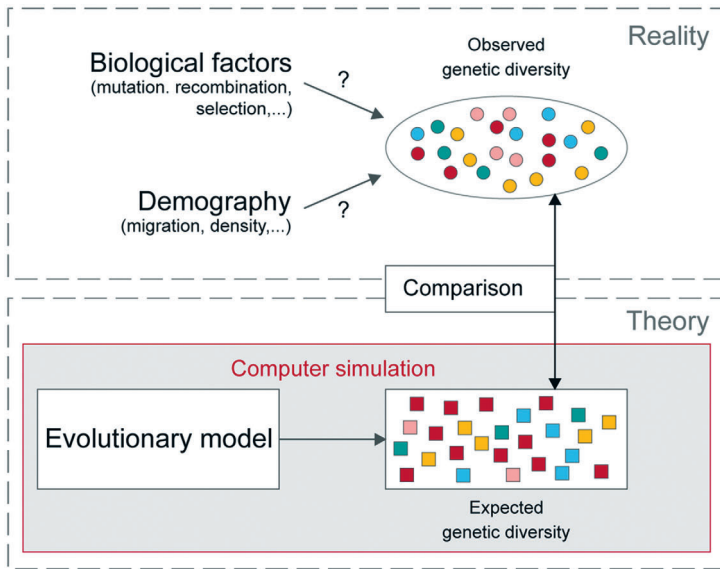 Reality
Observed
genetic diversity
Biological factors
(mutation. recombination,
selection,...)
?
Demography
(migration, density,...)
?
Comparison
Theory
Computer simulation
Evolutionary model
Expected
genetic diversity